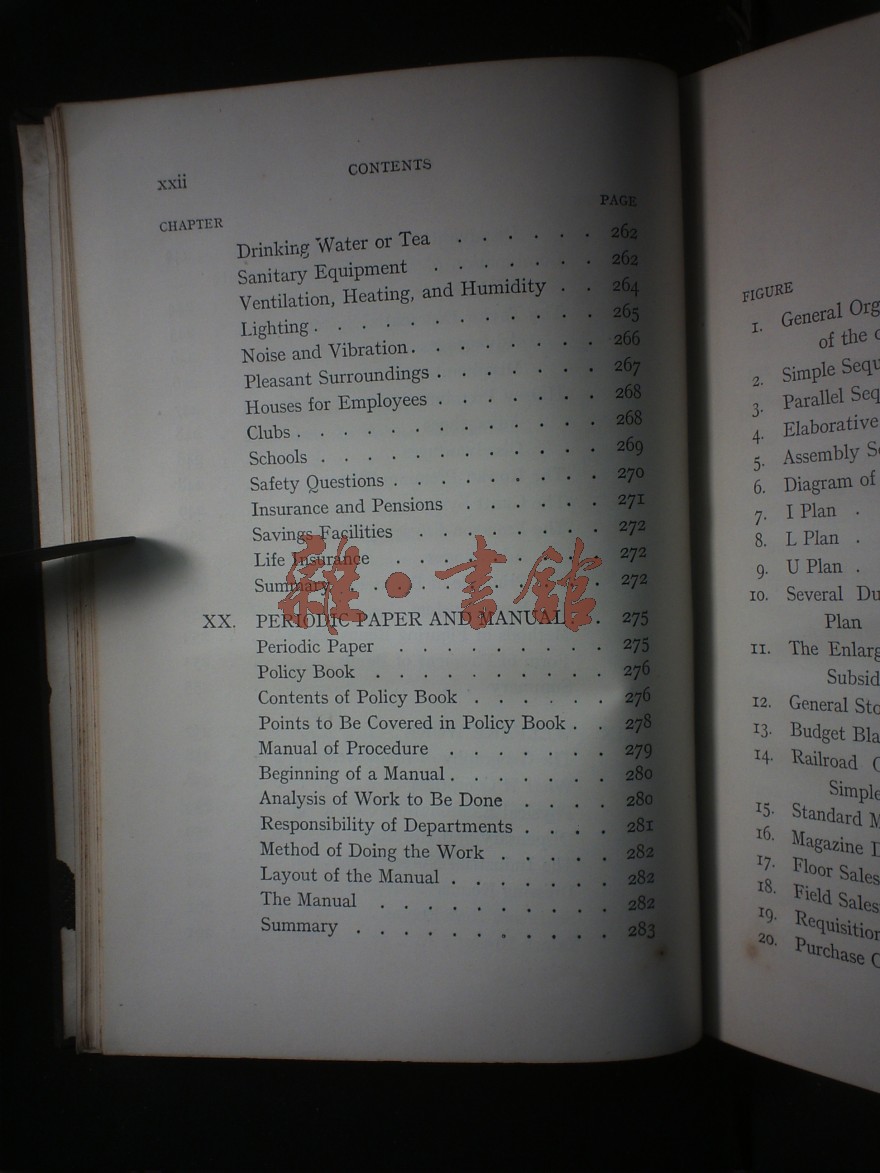 xxii
CONTENTS
CHAPTER
PAGE
Drinking Water or Tea . . . . . . 262
Sanitary Equipment . . . . . . . 262
Ventilation, Heating, and Humidity . . 264
Lighting . . . . . . . . . . . . 265
Noise and Vibration . . . . . . . . 266
Pleasant Surroundings . . . . . . . 267
Houses for Employees . . . . . . . 268
Clubs . . . . . . . . . . . . . 268
Schools . . . . . . . . . . . . 269
Safety Questions . . . . . . . . . 270
Insurance and Pensions . . . . . . 271
Savings Facilities . . . . . . . . 272
Life Insurance . . . . . . . . . 272
Summary . . . . . . . . . . . 272
XX. PERIODIC PAPER AND MANUAL . . 275
Periodic Paper . . . . . . . . . 275
Policy Book . . . . . . . . . . 276
Contents of Policy Book . . . . . . 276
Points to Be Covered in Policy Book . . 278
Manual of Procedure . . . . . . . 279
Beginning of a Manual . . . . . . . 280
Analysis of Work to Be Done . . . . 280
Responsibility of Departments . . . . 281
Method of Doing the Work . . . . . 282
Layout of the Manual . . . . . . . 282
The Manual . . . . . . . . . . 282
Summary . . . . . . . . . . . 283
雜·書館
FIGURE
1. General Org
of the
2. Simple Sequ
3. Parallel Seq
4. Elaborative
5. Assembly S
6. Diagram of
7. I Plan .
8. L Plan .
9. U Plan .
10. Several Du
Plan
11. The Enlarg
Subsid
12. General Sto
13. Budget Bla
14. Railroad C
Simple
15. Standard M
16. Magazine
17. Floor Sales
18. Field Sales
19. Requisition
20. Purchase C